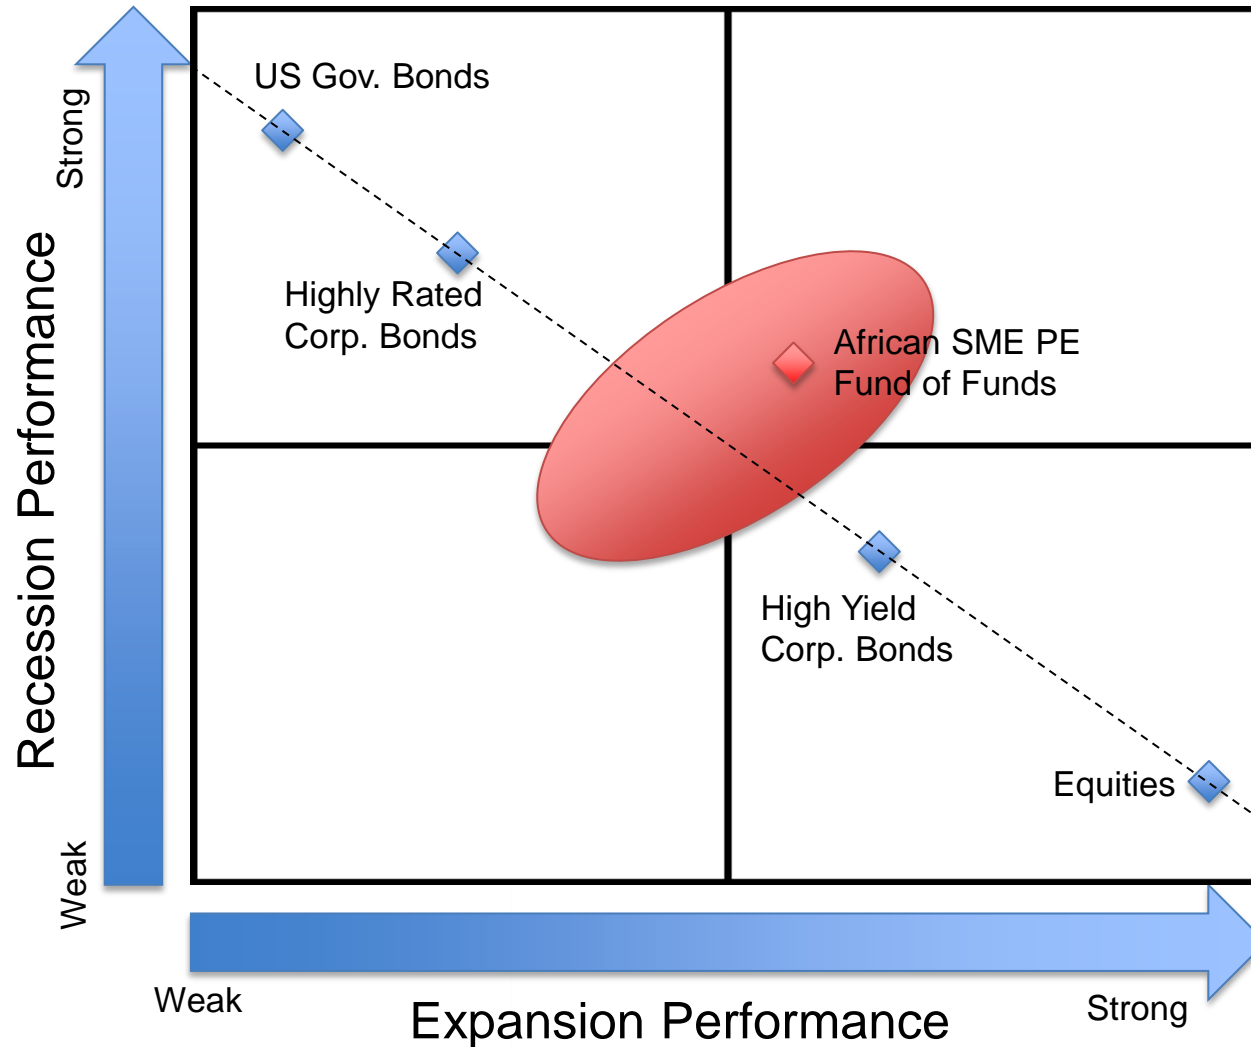 US Gov. Bonds
Strong
Highly Rated
Corp. Bonds
African SME PE
Fund of Funds
Recession Performance
High Yield
Corp. Bonds
Equities
Weak
Weak
Strong
Expansion Performance